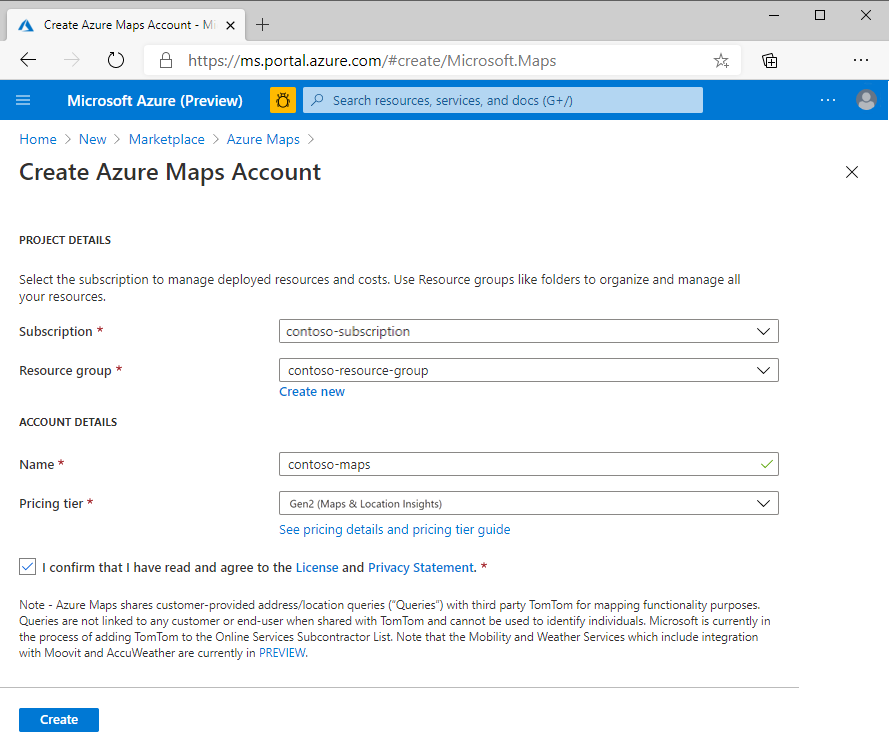 Create Azure Maps Account - Mi
https://ms.portal.azure.com/#create/Microsoft.Maps
Microsoft Azure (Preview)
Search resources, services, and docs (G+/)
Home > New > Marketplace > Azure Maps >
Create Azure Maps Account
PROJECT DETAILS
Select the subscription to manage deployed resources and costs. Use Resource groups like folders to organize and manage all
your resources.
Subscription *
contoso-subscription
Resource group *
contoso-resource-group
Create new
ACCOUNT DETAILS
Name *
contoso-maps
Pricing tier *
Gen2 (Maps & Location Insights)
See pricing details and pricing tier guide
I confirm that I have read and agree to the License and Privacy Statement. *
Note - Azure Maps shares customer-provided address/location queries (“Queries”) with third party TomTom for mapping functionality purposes.
Queries are not linked to any customer or end-user when shared with TomTom and cannot be used to identify individuals. Microsoft is currently in
the process of adding TomTom to the Online Services Subcontractor List. Note that the Mobility and Weather Services which include integration
with Moovit and AccuWeather are currently in PREVIEW.
Create